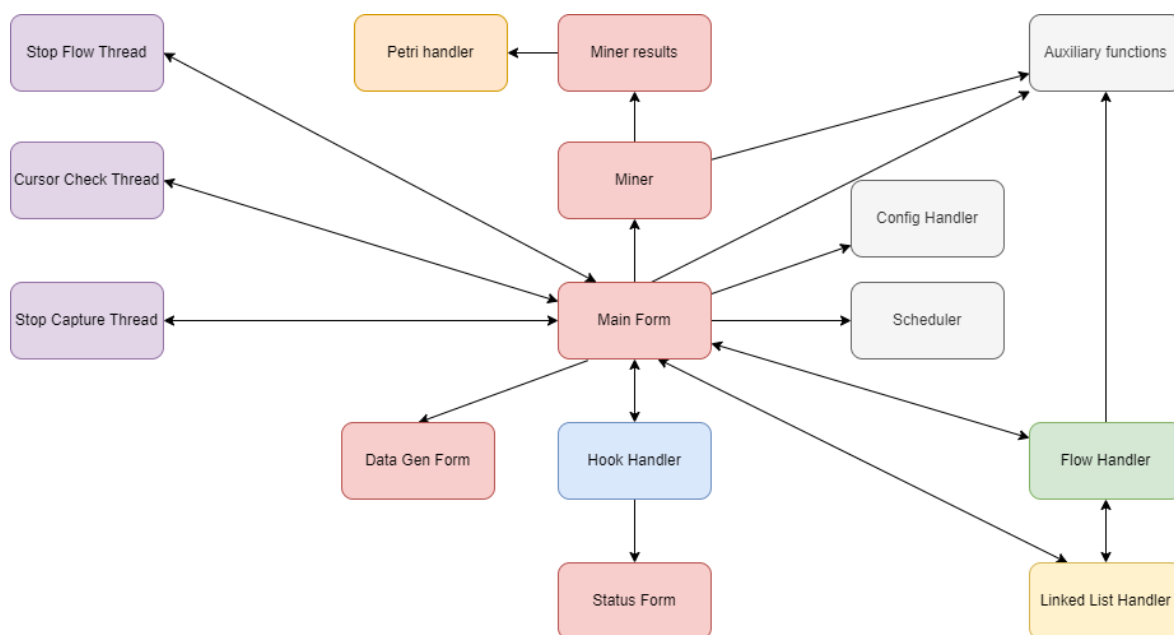 Stop Flow Thread
Petri handler
Miner results
Auxiliary functions
Cursor Check Thread
Miner
Config Handler
Stop Capture Thread
Main Form
Scheduler
Data Gen Form
Hook Handler
Flow Handler
Status Form
Linked List Handler